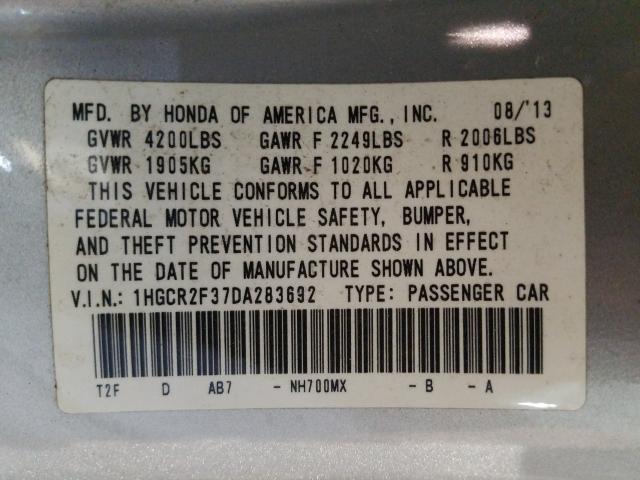 MFD. BY HONDA OF AMERICA MFG., INC. 08/'13
GVWR 4200LBS GAWR F 2249LBS R 2006LBS
GVWR 1905KG GAWR F 1020KG R 910KG
THIS VEHICLE CONFORMS TO ALL APPLICABLE
FEDERAL MOTOR VEHICLE SAFETY, BUMPER,
AND THEFT PREVENTION STANDARDS IN EFFECT
ON THE DATE OF MANUFACTURE SHOWN ABOVE.
V.I.N.: 1HGCR2F37DA283692 TYPE: PASSENGER CAR
T2F D AB7 - NH700MX - B - A